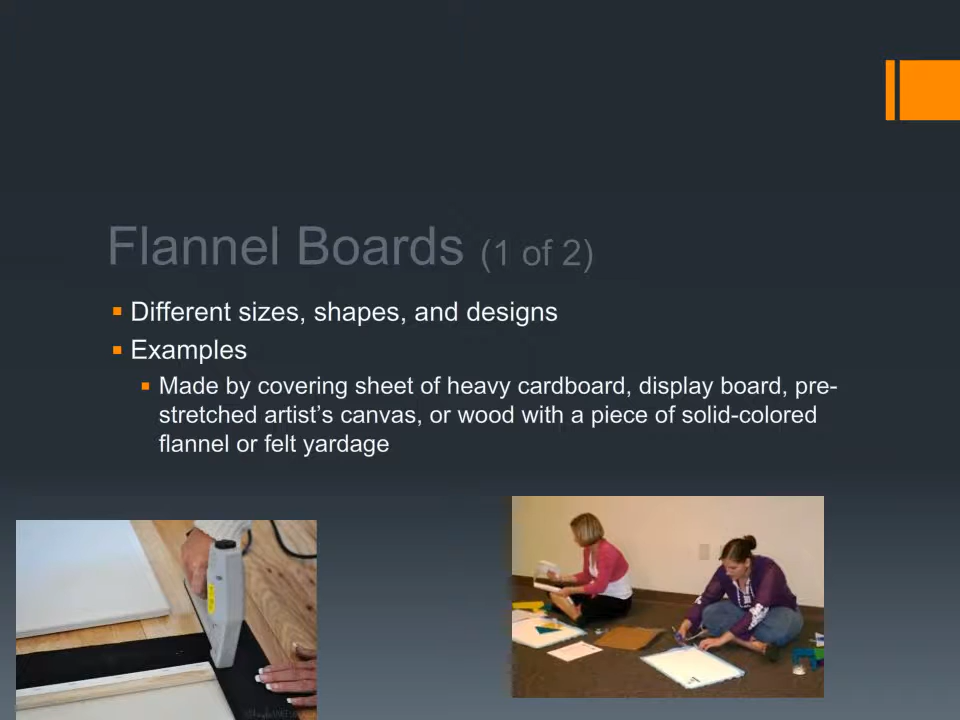 Flannel Boards (1 of 2)
Different sizes, shapes, and designs
Examples
Made by covering sheet of heavy cardboard, display board, pre-
stretched artist’s canvas, or wood with a piece of solid-colored
flannel or felt yardage